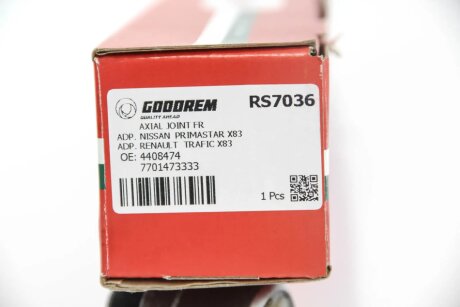 GOODREM
QUALITY AHEAD
RS7036
AXIAL JOINT FR
ADP. NISSAN PRIMASTAR X83
ADP. RENAULT TRAFIC X83
OE: 4408474
7701473333
1 Pcs